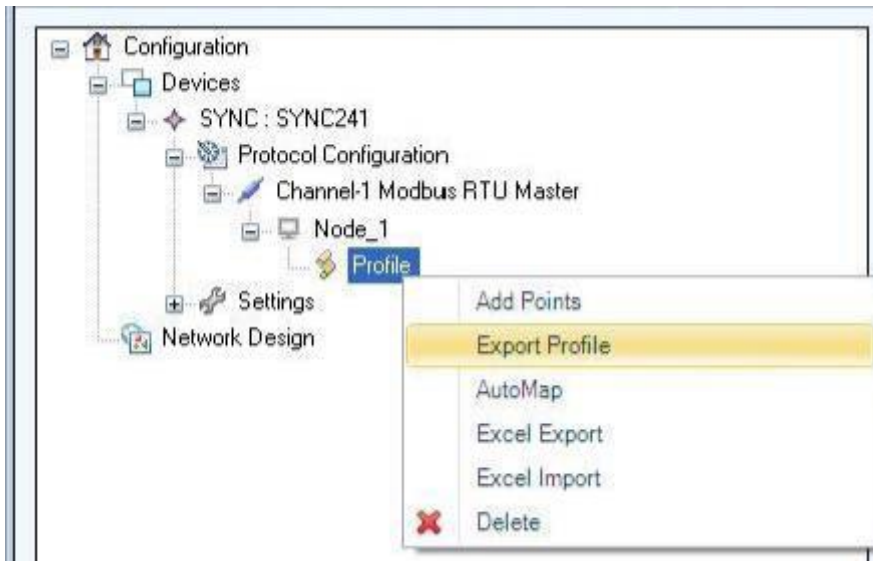 Configuration
Devices
SYNC : SYNC241
Protocol Configuration
Channel-1 Modbus RTU Master
Node_1
Profile
Settings
Network Design
Add Points
Export Profile
AutoMap
Excel Export
Excel Import
Delete